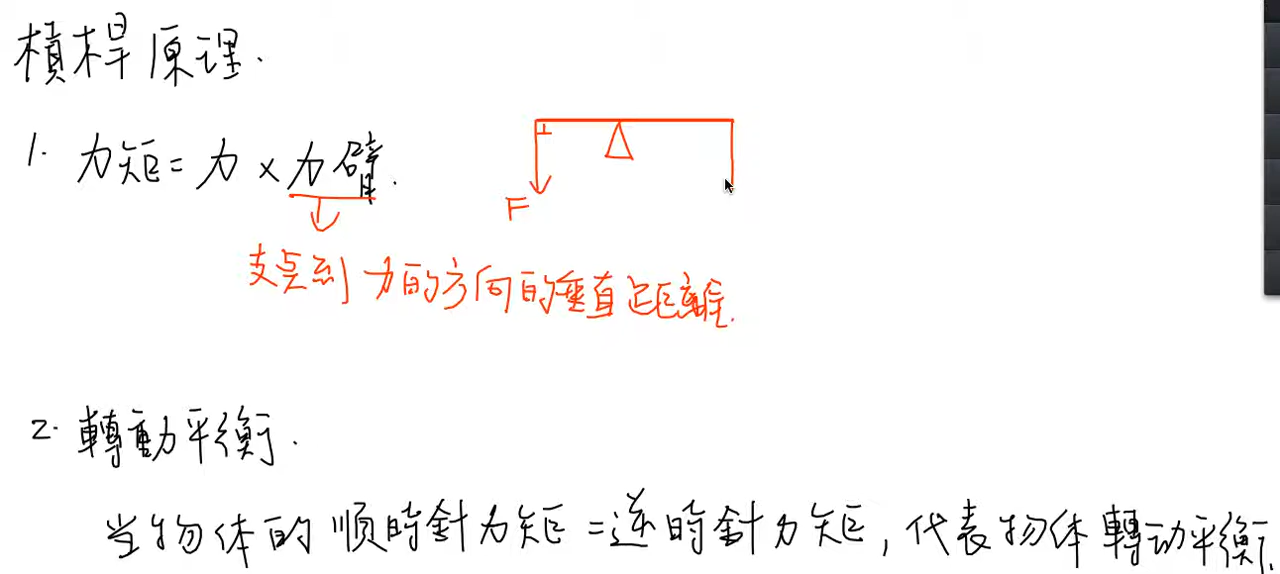 槓桿原理.
1. 力矩=力×力臂.
F
支点到力的方向的垂直距離.
2. 轉動平衡.
当物体的順時針力矩=逆時針力矩,代表物体轉动平衡.